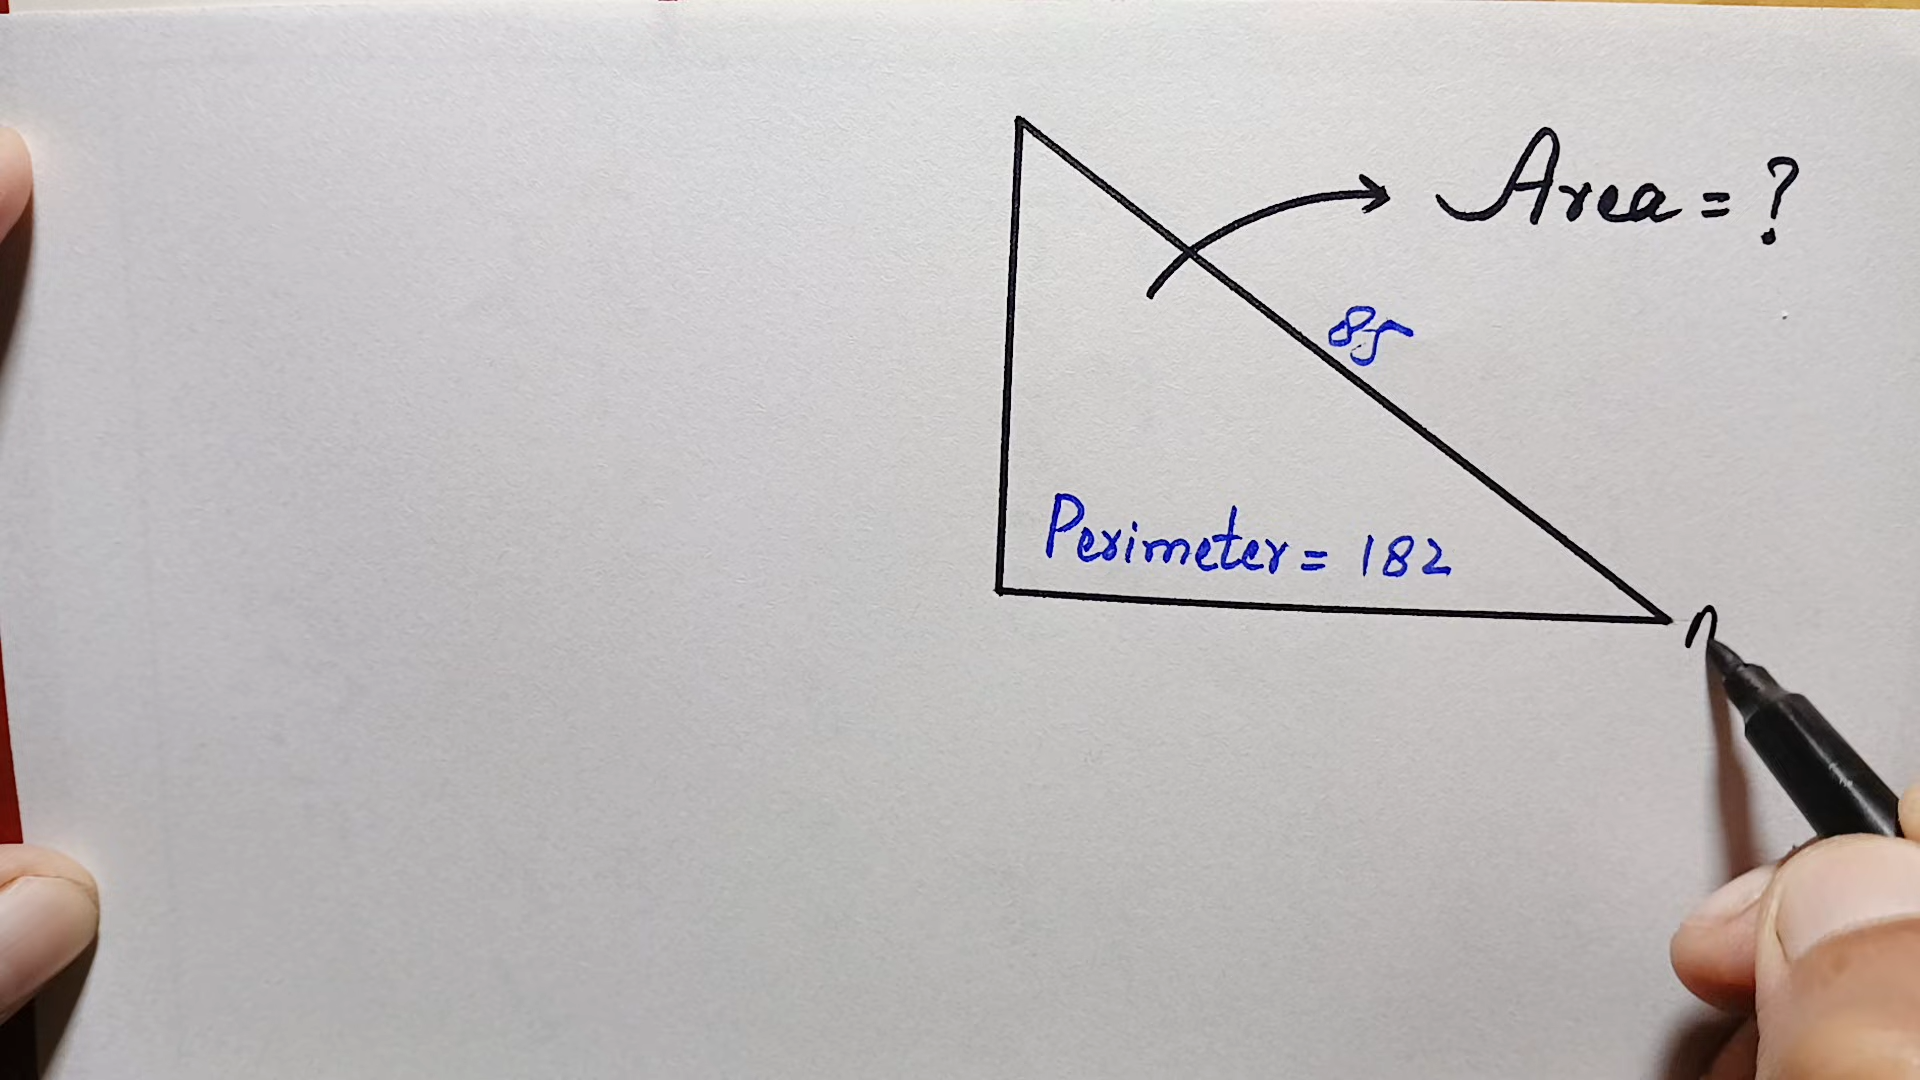 Area = ?
85
Perimeter = 182